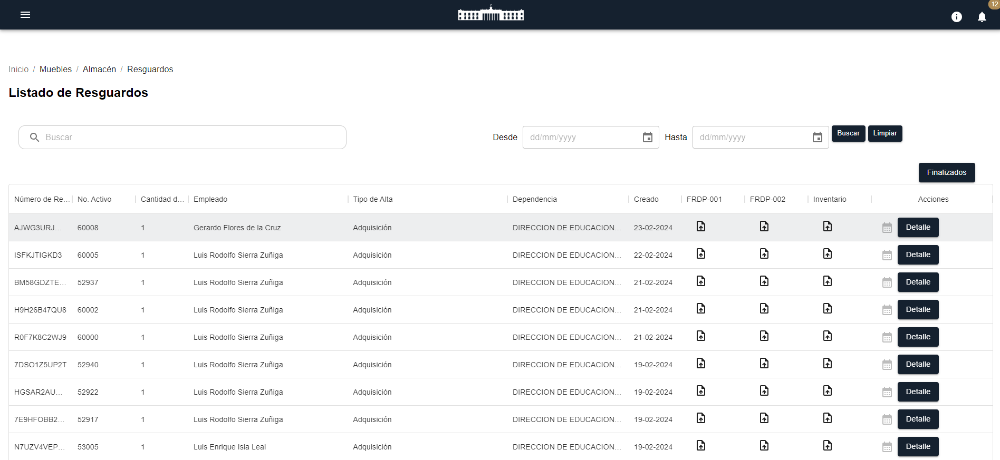 12
Inicio / Muebles / Almacén / Resguardos
Listado de Resguardos
Buscar Desde dd/mm/yyyy Hasta dd/mm/yyyy Buscar Limpiar
Finalizados
Número de Re... No. Activo Cantidad d... Empleado Tipo de Alta Dependencia Creado FRDP-001 FRDP-002 Inventario Acciones
AJWG3URJ... 60008 1 Gerardo Flores de la Cruz Adquisición DIRECCION DE EDUCACION... 23-02-2024 Detalle
ISFKJTIGKD3 60005 1 Luis Rodolfo Sierra Zuñiga Adquisición DIRECCION DE EDUCACION... 22-02-2024 Detalle
BM58GDZTE... 52937 1 Luis Rodolfo Sierra Zuñiga Adquisición DIRECCION DE EDUCACION... 21-02-2024 Detalle
H9H26B47QU8 60002 1 Luis Rodolfo Sierra Zuñiga Adquisición DIRECCION DE EDUCACION... 21-02-2024 Detalle
R0F7K8C2WJ9 60000 1 Luis Rodolfo Sierra Zuñiga Adquisición DIRECCION DE EDUCACION... 21-02-2024 Detalle
7DSO1Z5UP2T 52940 1 Luis Rodolfo Sierra Zuñiga Adquisición DIRECCION DE EDUCACION... 19-02-2024 Detalle
HGSAR2AU... 52922 1 Luis Rodolfo Sierra Zuñiga Adquisición DIRECCION DE EDUCACION... 19-02-2024 Detalle
7E9HFOBB2... 52917 1 Luis Rodolfo Sierra Zuñiga Adquisición DIRECCION DE EDUCACION... 19-02-2024 Detalle
N7UZV4VEP... 53005 1 Luis Enrique Isla Leal Adquisición DIRECCION DE EDUCACION... 19-02-2024 Detalle